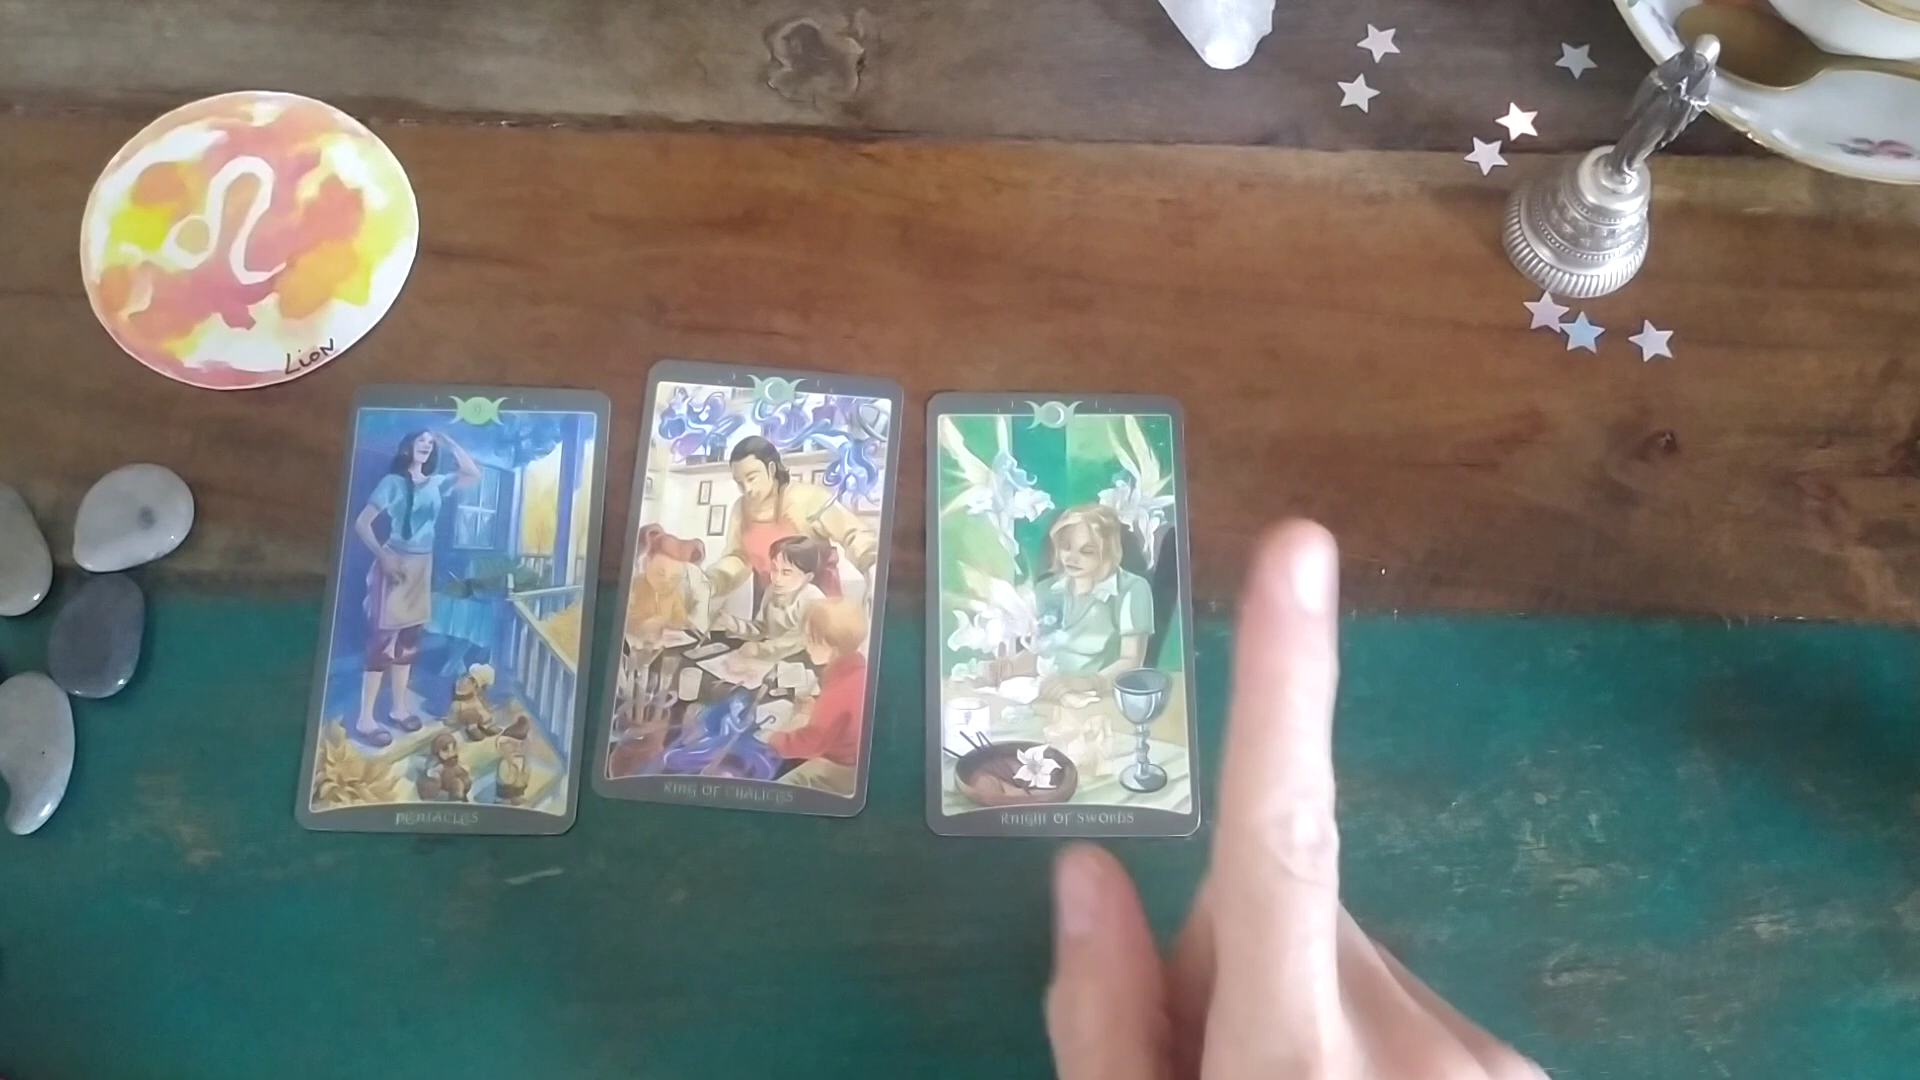 LION
PENTACLES
KING OF CHALICES
KNIGHT OF SWORDS